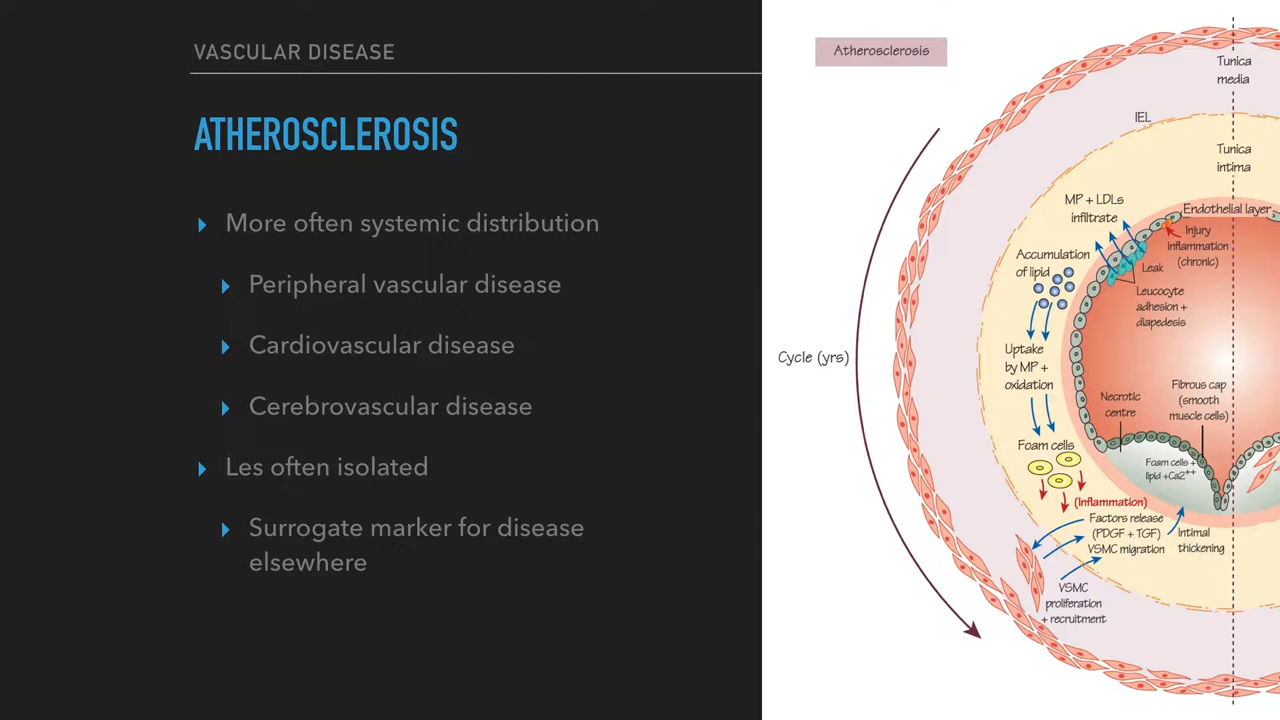 VASCULAR DISEASE
ATHEROSCLEROSIS
More often systemic distribution
Peripheral vascular disease
Cardiovascular disease
Cerebrovascular disease
Les often isolated
Surrogate marker for disease
elsewhere
Atherosclerosis
Tunica
media
IEL
Tunica
intima
MP + LDLs
infiltrate
Endothelial layer
Injury
inflammation
(chronic)
Accumulation
of lipid
Leak
Leucocyte
adhesion +
diapedesis
Cycle (yrs)
Uptake
by MP +
oxidation
Fibrous cap
(smooth
muscle cells)
Necrotic
centre
Foam cells
Foam cells +
lipid +Ca2++
(Inflammation)
Factors release
(PDGF + TGF)
VSMC migration
Intimal
thickening
VSMC
proliferation
+ recruitment